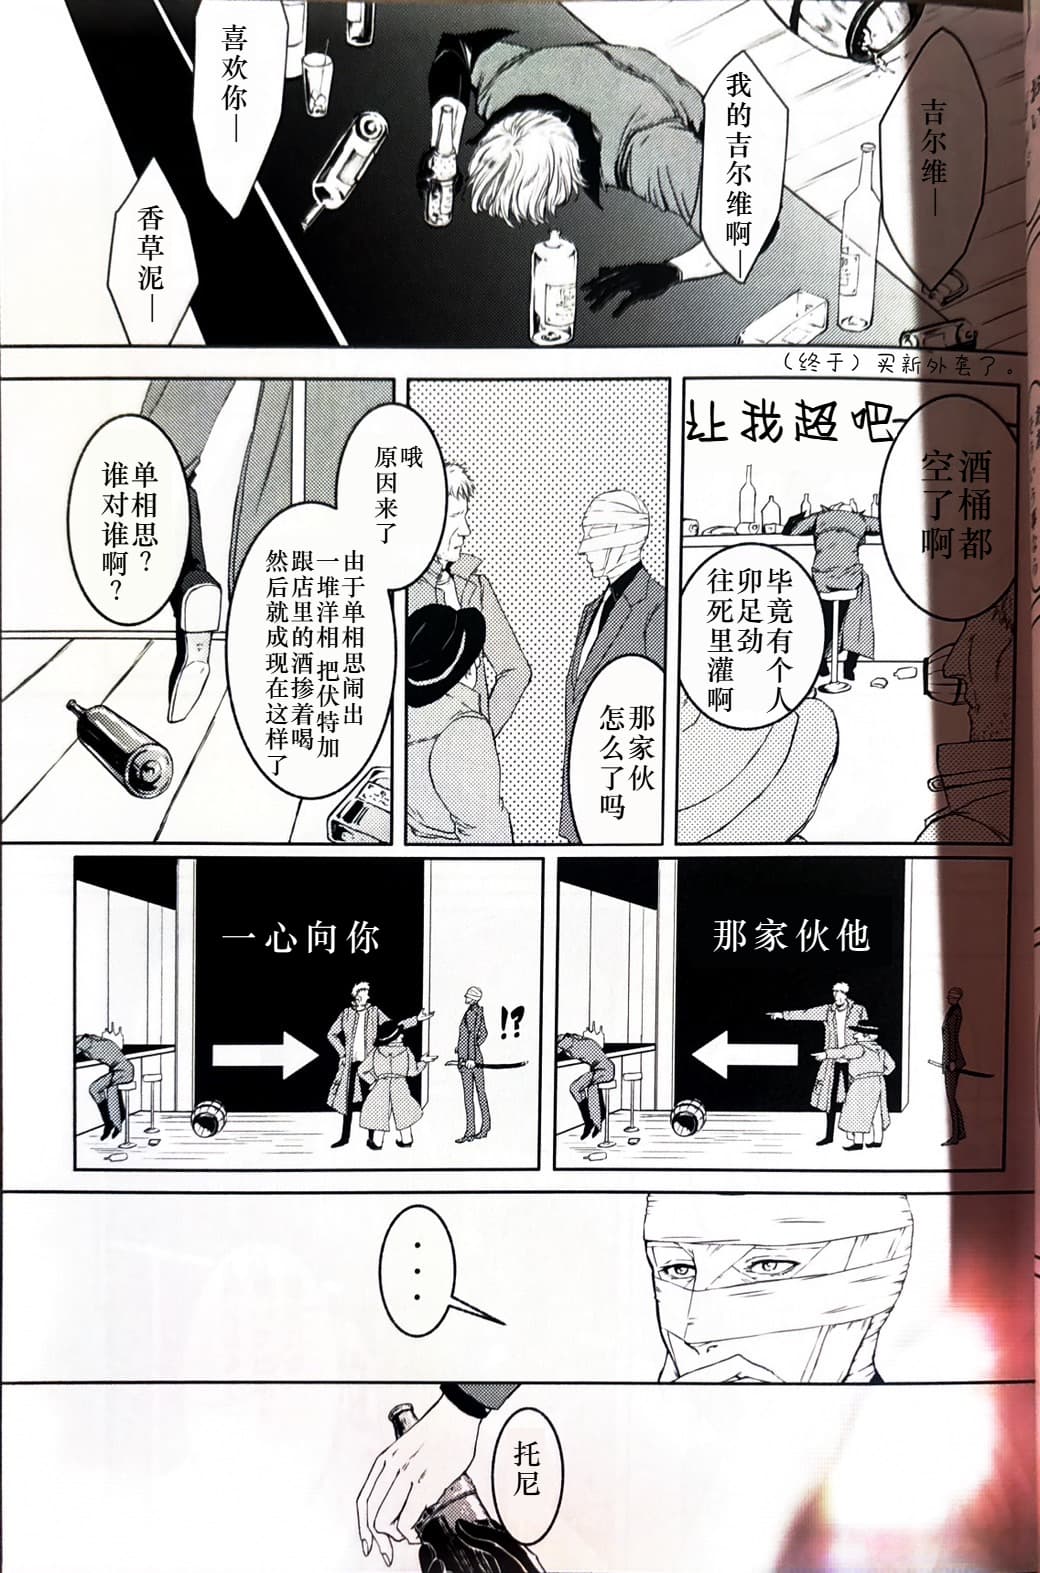 吉尔维—
我的吉尔维啊—
喜欢你—
香草泥—
（终于）买新外套了。
酒桶都
空了啊
让我超吧
毕竟有个人
卯足劲
往死里灌啊
那家伙
怎么了吗
哦
原因来了
由于单相思闹出
一堆洋相 把伏特加
跟店里的酒掺着喝
然后就成现在这样了
单相思？
谁对谁啊？
那家伙他
一心向你
!?
···
托尼